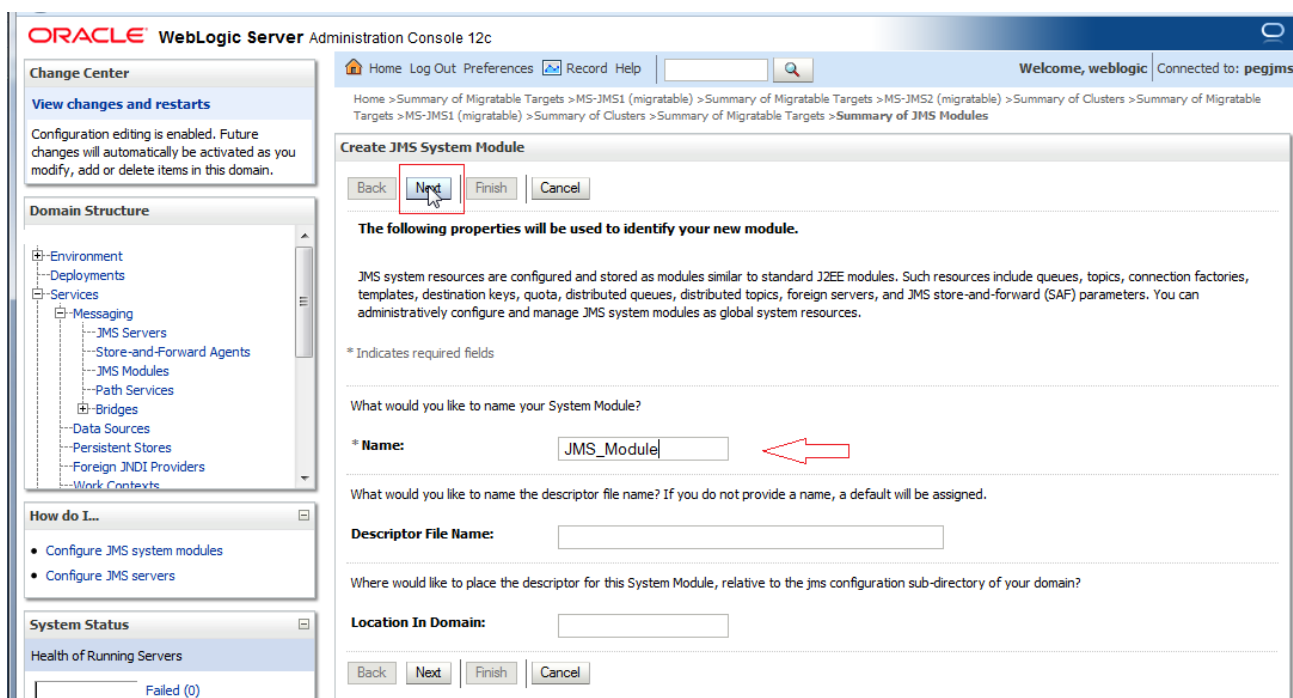 ORACLE WebLogic Server Administration Console 12c
Change Center
View changes and restarts
Configuration editing is enabled. Future
changes will automatically be activated as you
modify, add or delete items in this domain.
Domain Structure
Environment
Deployments
Services
Messaging
JMS Servers
Store-and-Forward Agents
JMS Modules
Path Services
Bridges
Data Sources
Persistent Stores
Foreign JNDI Providers
Work Contexts
How do I...
Configure JMS system modules
Configure JMS servers
System Status
Health of Running Servers
Failed (0)
Home Log Out Preferences Record Help
Welcome, weblogic Connected to: pegjms
Home >Summary of Migratable Targets >MS-JMS1 (migratable) >Summary of Migratable Targets >MS-JMS2 (migratable) >Summary of Clusters >Summary of Migratable
Targets >MS-JMS1 (migratable) >Summary of Clusters >Summary of Migratable Targets >Summary of JMS Modules
Create JMS System Module
Back Next Finish Cancel
The following properties will be used to identify your new module.
JMS system resources are configured and stored as modules similar to standard J2EE modules. Such resources include queues, topics, connection factories,
templates, destination keys, quota, distributed queues, distributed topics, foreign servers, and JMS store-and-forward (SAF) parameters. You can
administratively configure and manage JMS system modules as global system resources.
* Indicates required fields
What would you like to name your System Module?
* Name: JMS_Module
What would you like to name the descriptor file name? If you do not provide a name, a default will be assigned.
Descriptor File Name:
Where would like to place the descriptor for this System Module, relative to the jms configuration sub-directory of your domain?
Location In Domain:
Back Next Finish Cancel